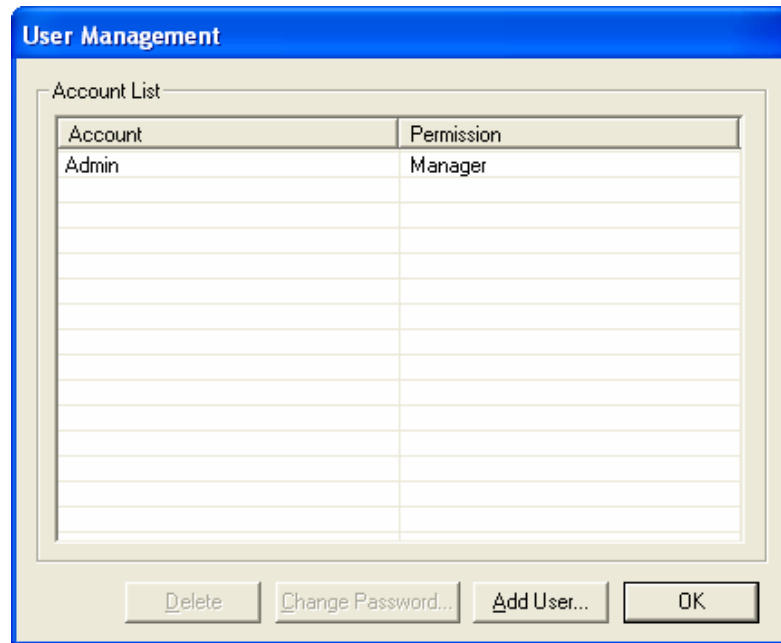 User Management
Account List
Account Permission
Admin Manager
Delete Change Password... Add User... OK